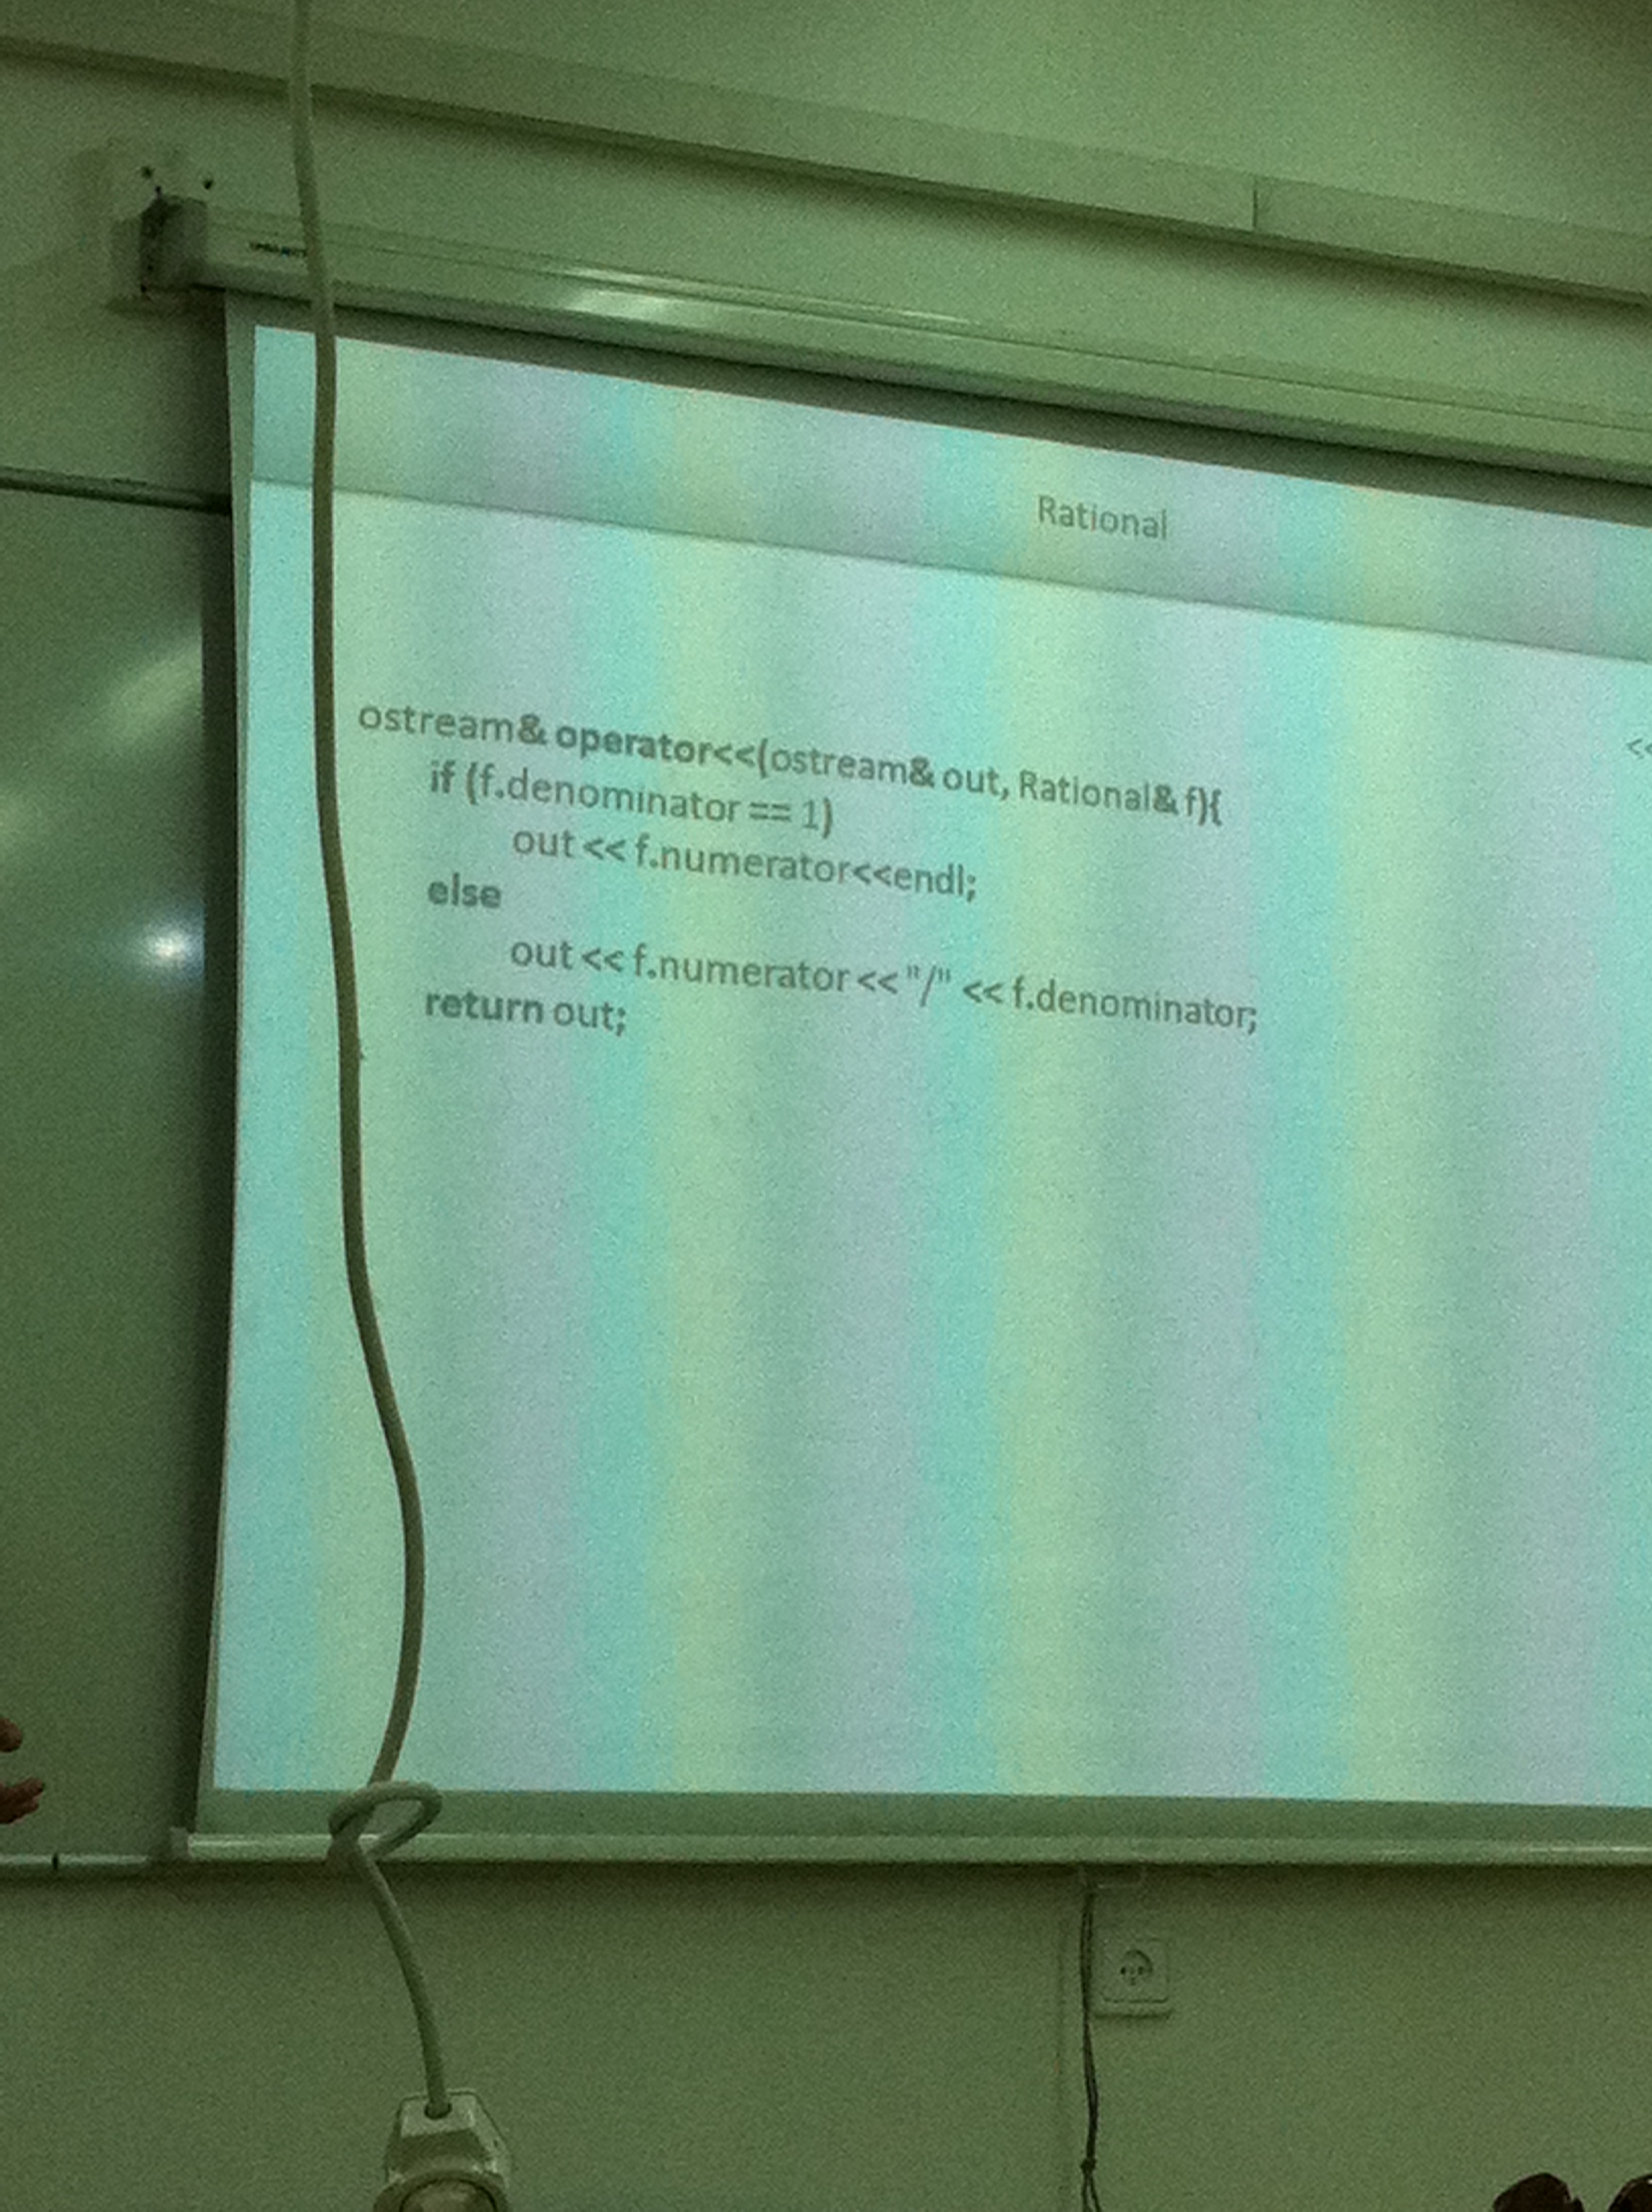 Rational
<<
ostream& operator<<(ostream& out, Rational& f){
if (f.denominator == 1)
out << f.numerator<<endl;
else
out << f.numerator << "/" << f.denominator;
return out;